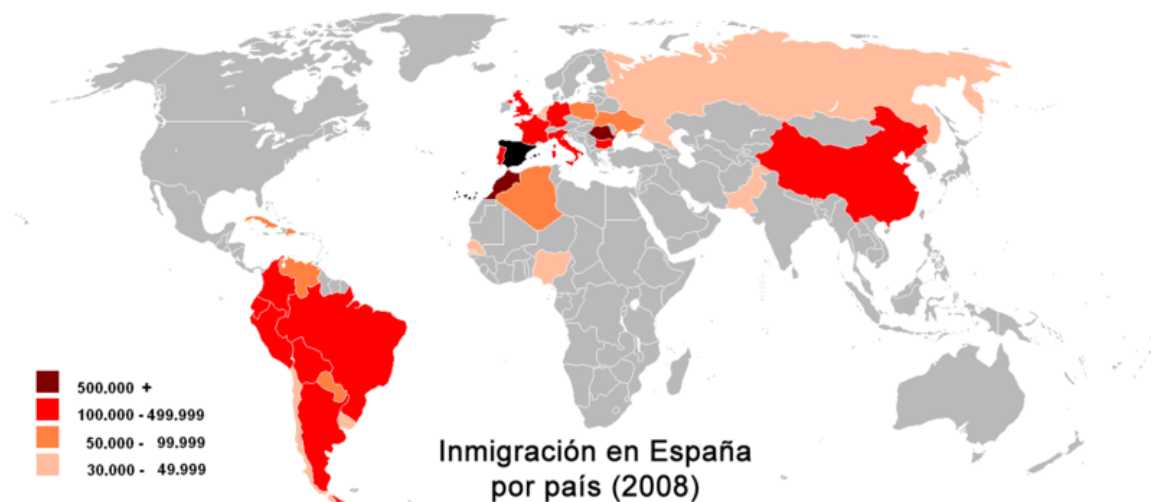 500.000 +
100.000 - 499.999
50.000 - 99.999
30.000 - 49.999
Inmigración en España
por país (2008)